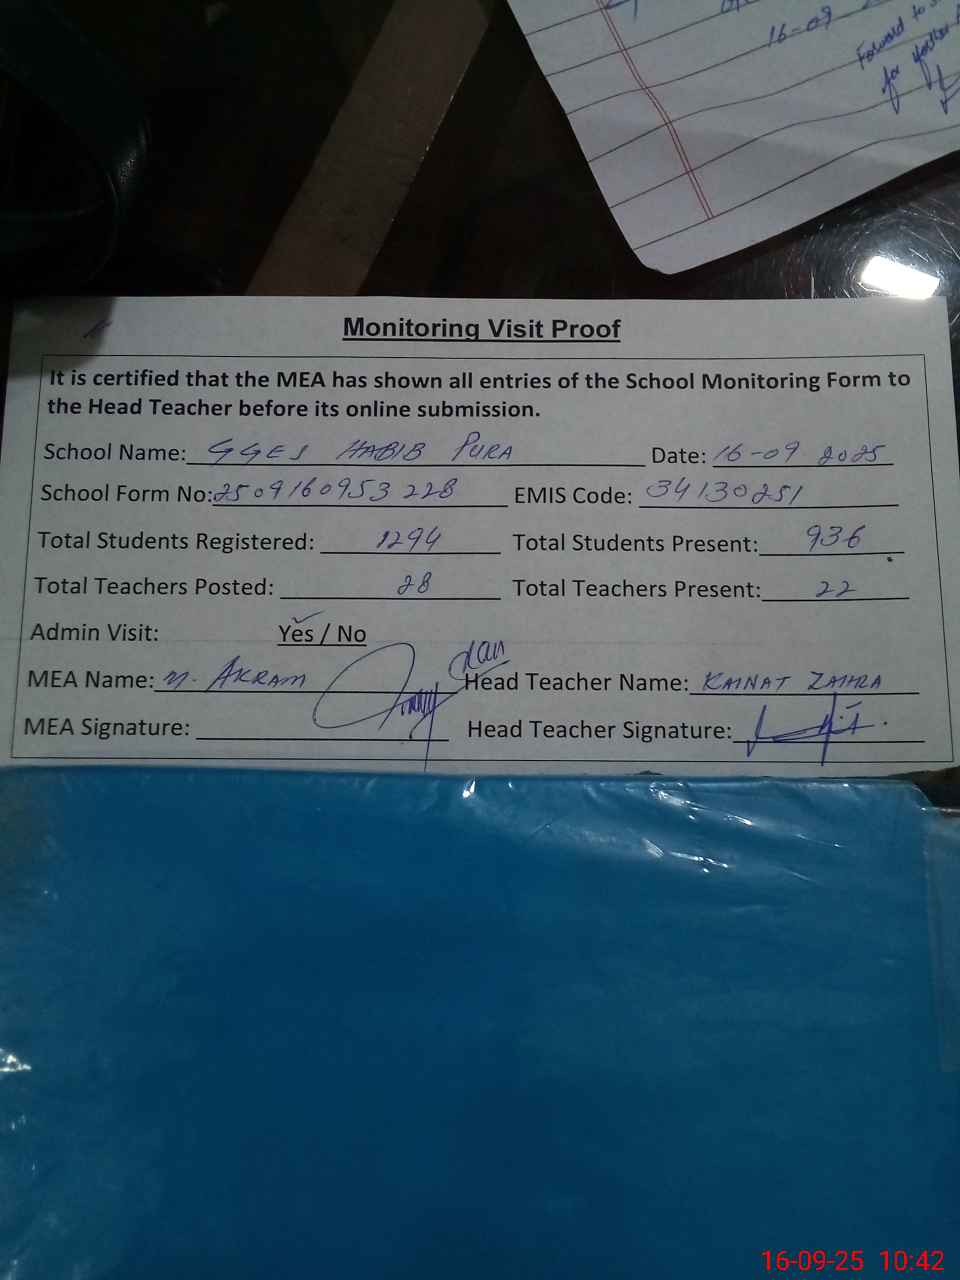 16-09
Forward to
for
Monitoring Visit Proof
It is certified that the MEA has shown all entries of the School Monitoring Form to
the Head Teacher before its online submission.
School Name: GGES HABIB PURA Date: 16-09 2025
School Form No: 2509160953228 EMIS Code: 34130251
Total Students Registered: 1294 Total Students Present: 936
Total Teachers Posted: 28 Total Teachers Present: 22
Admin Visit: Yes / No
MEA Name: M. AKRAM Head Teacher Name: KAINAT ZAHRA
MEA Signature: Head Teacher Signature:
16-09-25 10:42